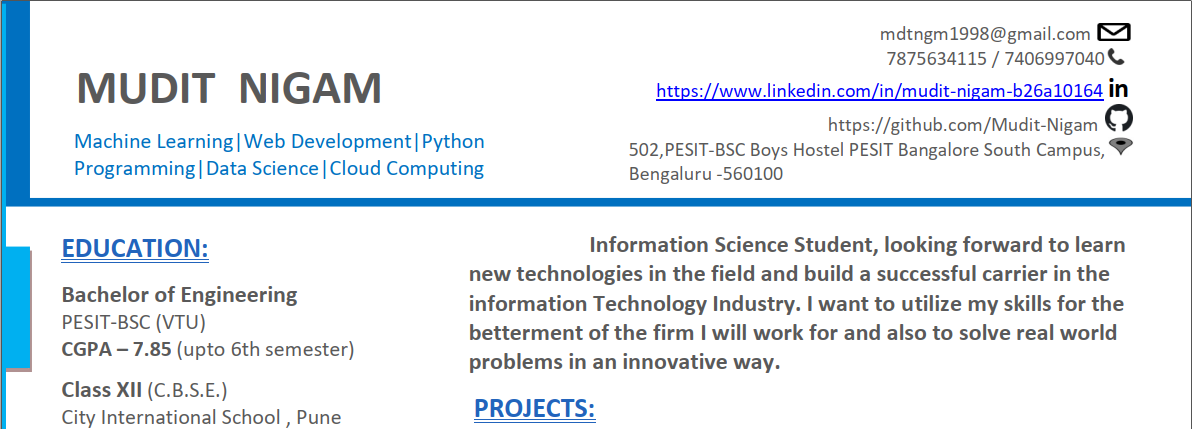 mdtngm1998@gmail.com
7875634115 / 7406997040
MUDIT NIGAM
https://www.linkedin.com/in/mudit-nigam-b26a10164 in
https://github.com/Mudit-Nigam
Machine Learning|Web Development|Python
Programming|Data Science|Cloud Computing
502,PESIT-BSC Boys Hostel PESIT Bangalore South Campus,
Bengaluru -560100
EDUCATION:
Bachelor of Engineering
PESIT-BSC (VTU)
CGPA – 7.85 (upto 6th semester)
Class XII (C.B.S.E.)
City International School , Pune
Information Science Student, looking forward to learn
new technologies in the field and build a successful carrier in the
information Technology Industry. I want to utilize my skills for the
betterment of the firm I will work for and also to solve real world
problems in an innovative way.
PROJECTS: